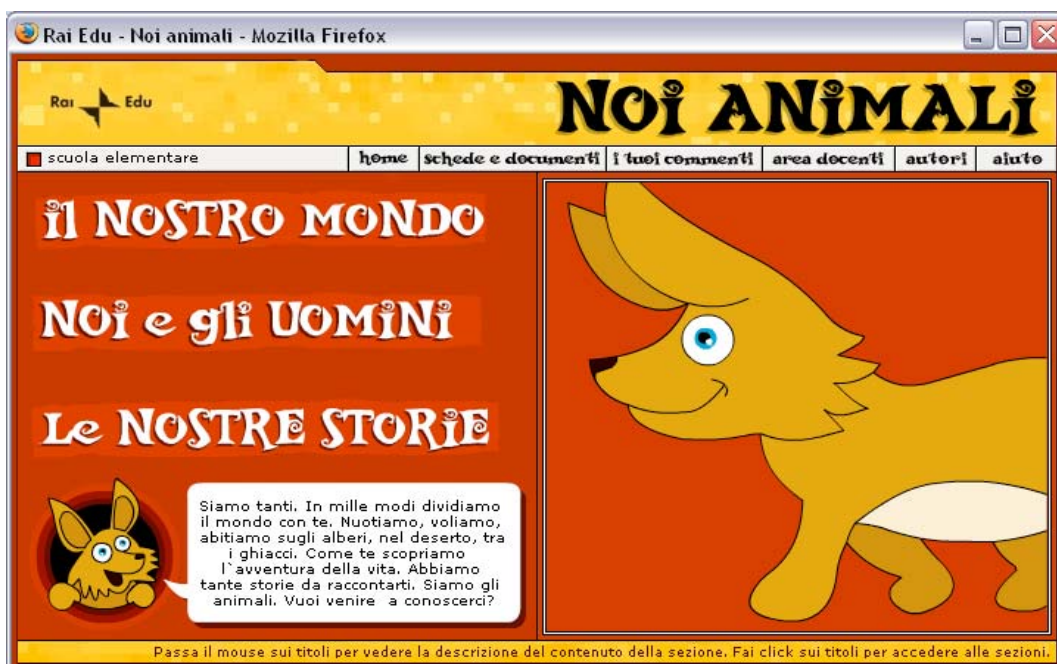 Rai Edu - Noi animali - Mozilla Firefox
Rai Edu
NOi ANiMALi
scuola elementare
home
schede e documenti
i tuoi commenti
area docenti
autori
aiuto
il NOSTRO MONDO
NOi e gli UOMiNi
Le NOSTRE STORiE
Siamo tanti. In mille modi dividiamo
il mondo con te. Nuotiamo, voliamo,
abitiamo sugli alberi, nel deserto, tra
i ghiacci. Come te scopriamo
l`avventura della vita. Abbiamo
tante storie da raccontarti. Siamo gli
animali. Vuoi venire a conoscerci?
Passa il mouse sui titoli per vedere la descrizione del contenuto della sezione. Fai click sui titoli per accedere alle sezioni.